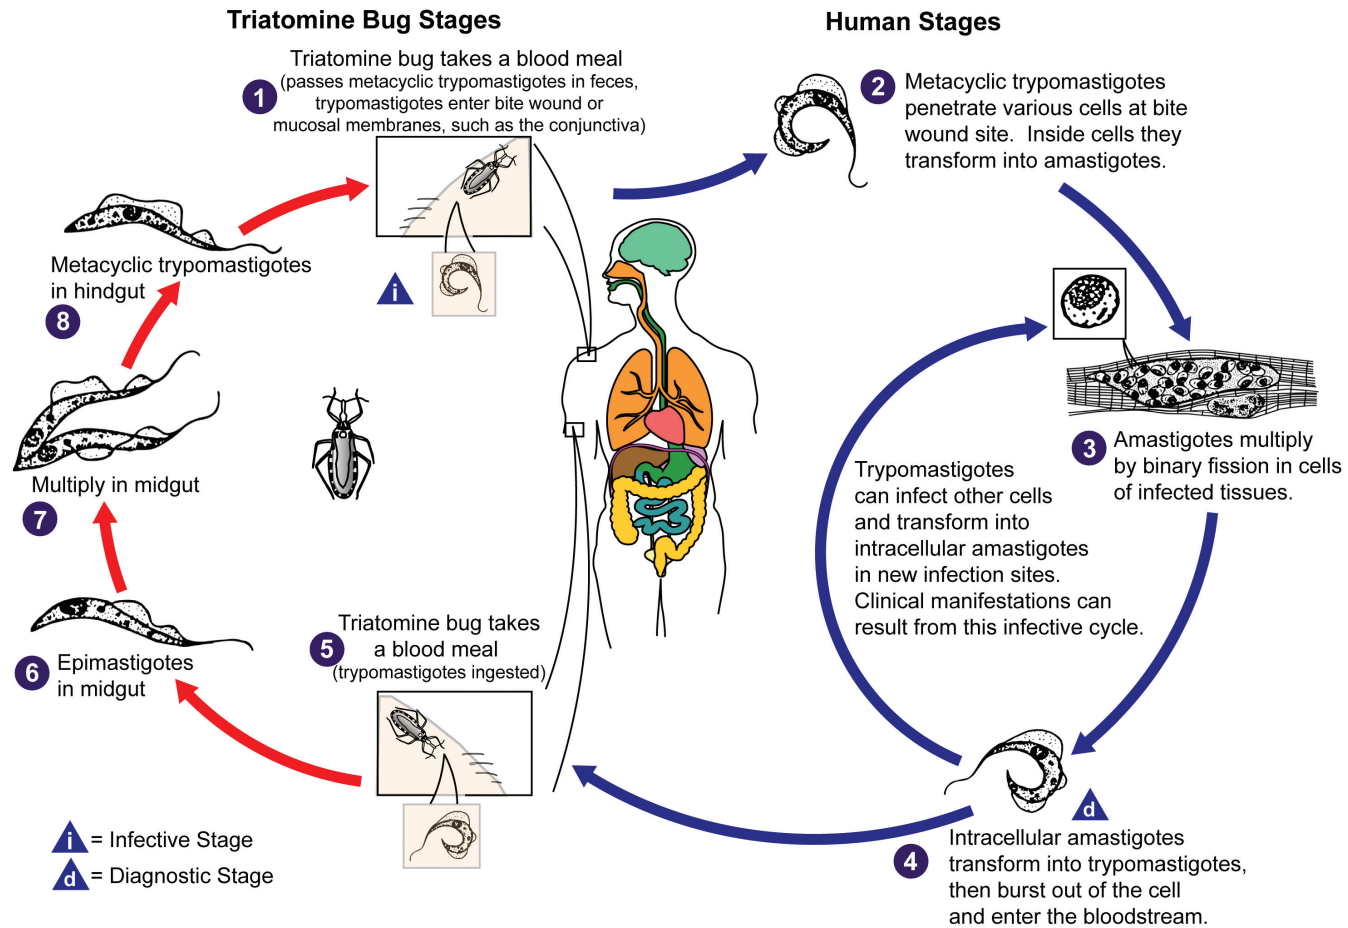 Triatomine Bug Stages
Human Stages
1
Triatomine bug takes a blood meal
(passes metacyclic trypomastigotes in feces,
trypomastigotes enter bite wound or
mucosal membranes, such as the conjunctiva)
i
2
Metacyclic trypomastigotes
penetrate various cells at bite
wound site. Inside cells they
transform into amastigotes.
3
Amastigotes multiply
by binary fission in cells
of infected tissues.
Trypomastigotes
can infect other cells
and transform into
intracellular amastigotes
in new infection sites.
Clinical manifestations can
result from this infective cycle.
d
4
Intracellular amastigotes
transform into trypomastigotes,
then burst out of the cell
and enter the bloodstream.
5
Triatomine bug takes
a blood meal
(trypomastigotes ingested)
6
Epimastigotes
in midgut
Multiply in midgut
7
Metacyclic trypomastigotes
in hindgut
8
i = Infective Stage
d = Diagnostic Stage